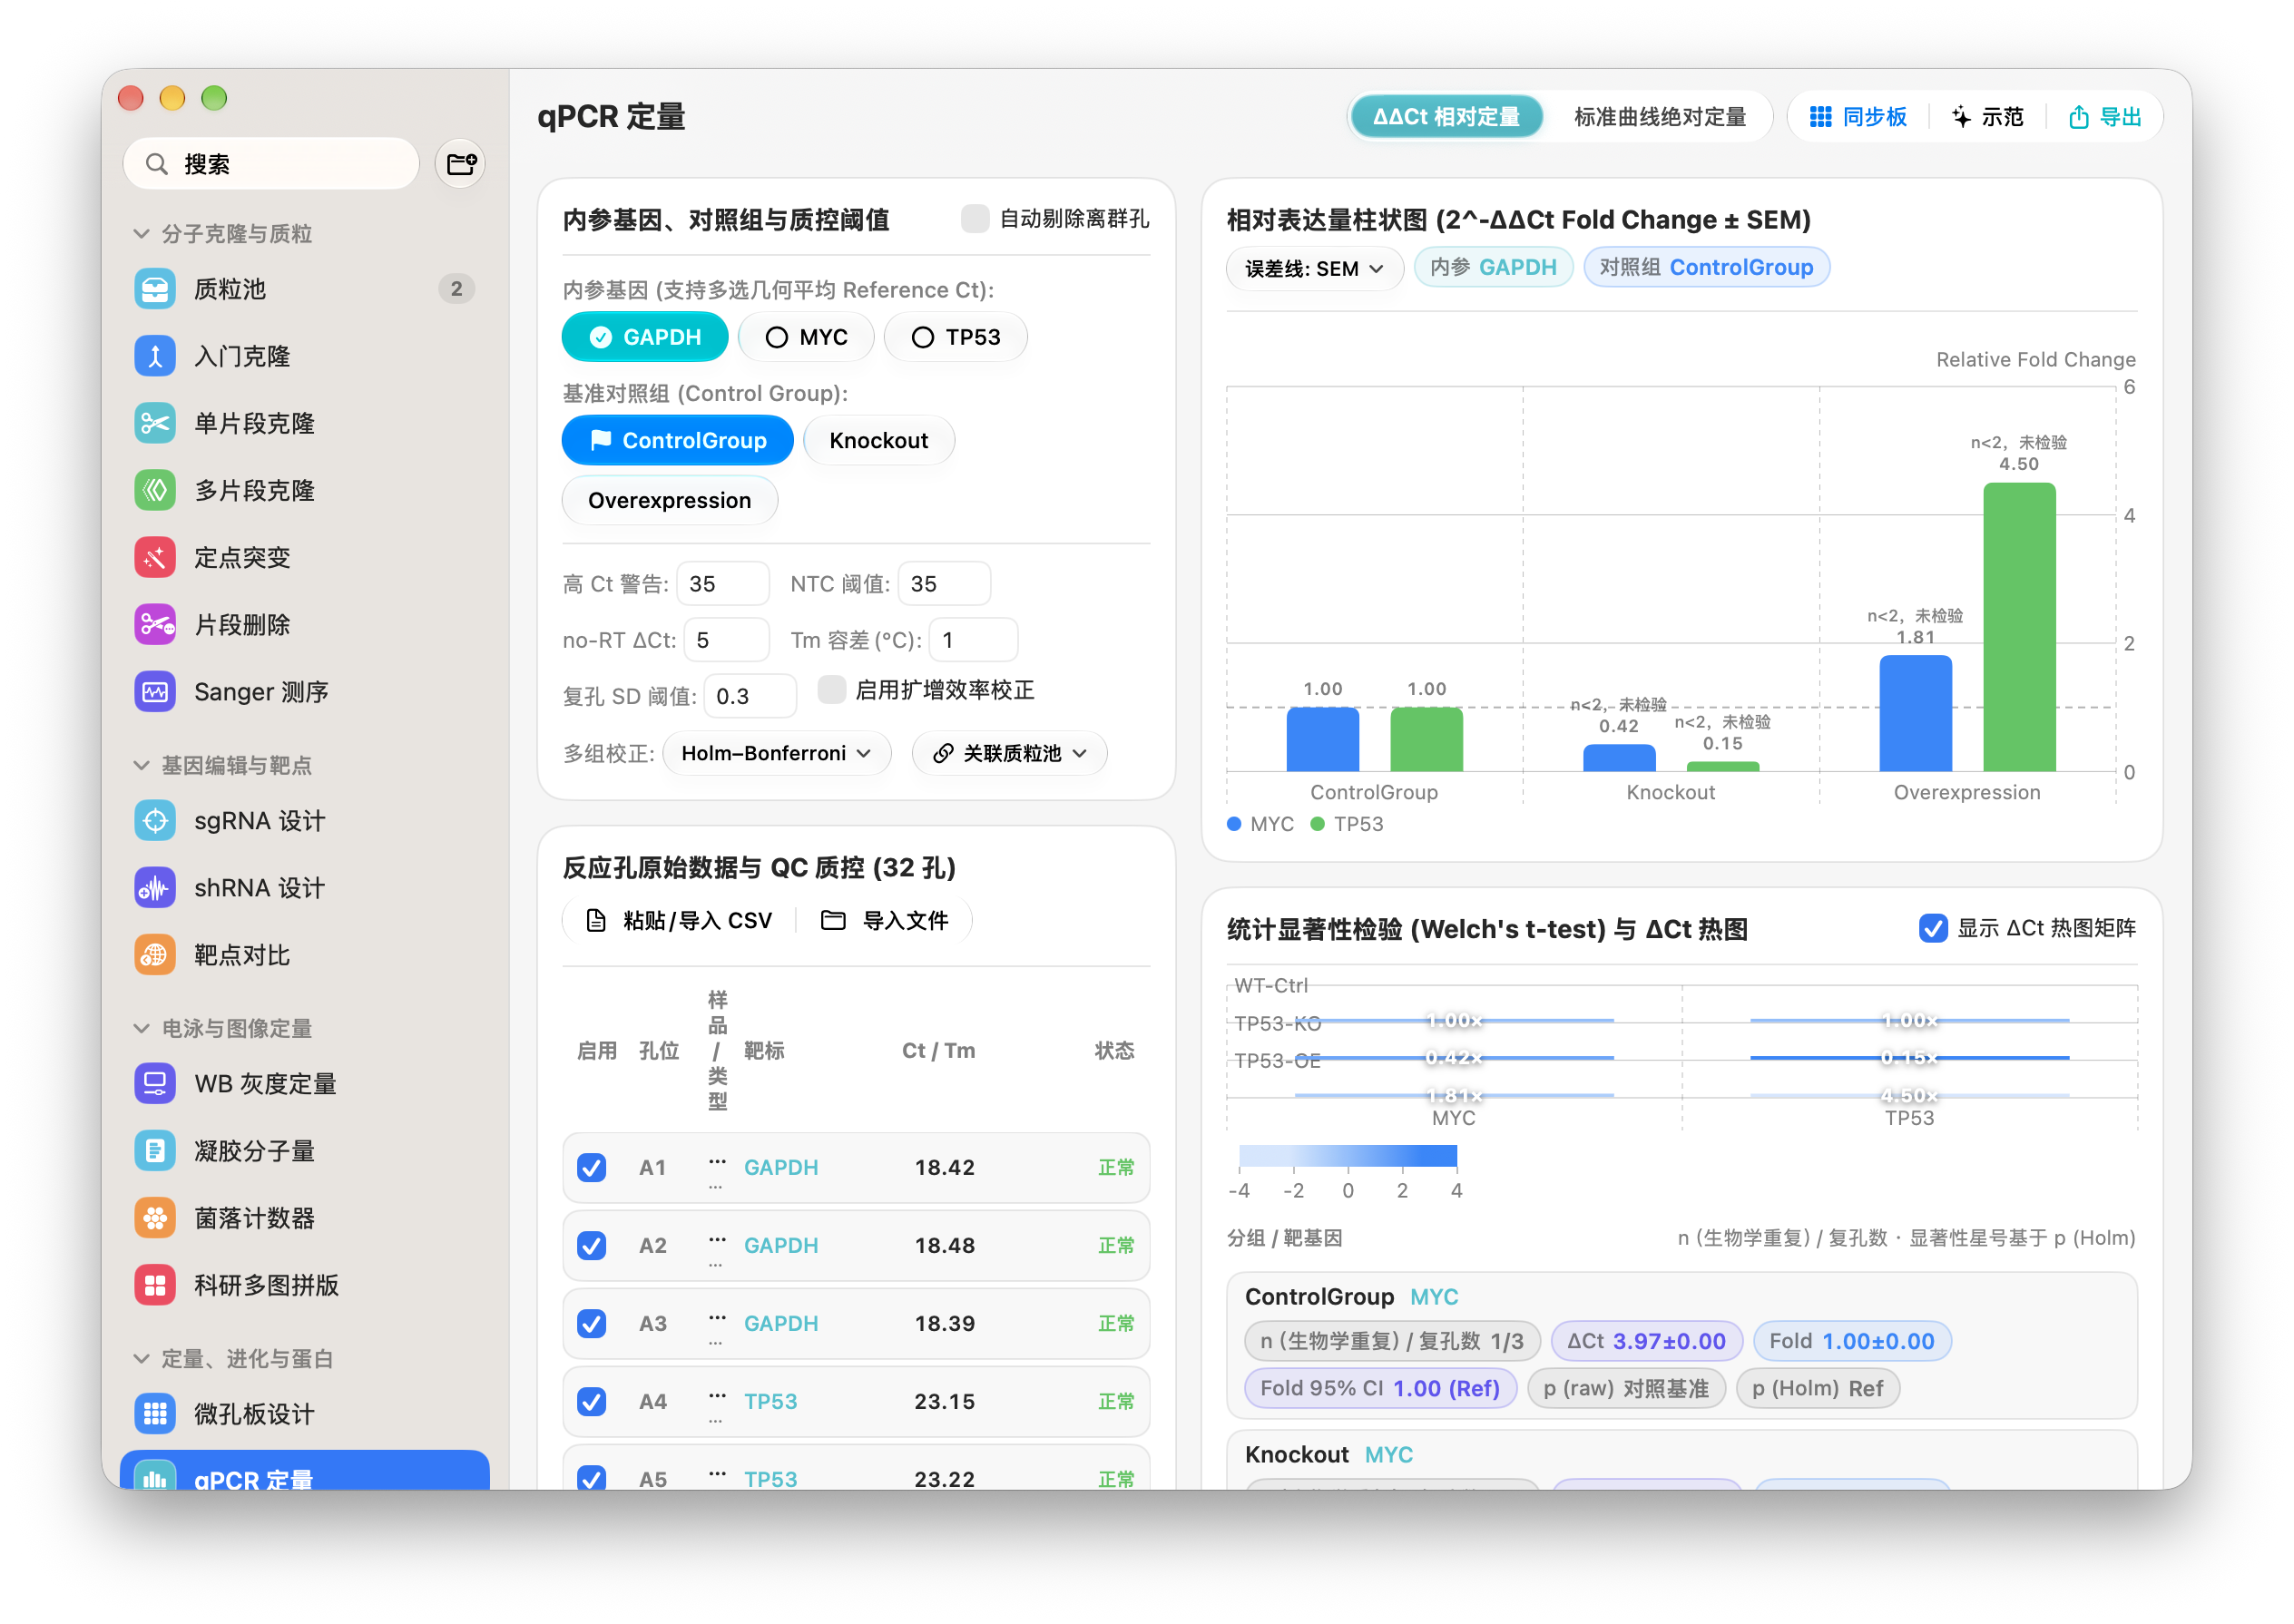 搜索
分子克隆与质粒
质粒池 2
入门克隆
单片段克隆
多片段克隆
定点突变
片段删除
Sanger 测序
基因编辑与靶点
sgRNA 设计
shRNA 设计
靶点对比
电泳与图像定量
WB 灰度定量
凝胶分子量
菌落计数器
科研多图拼版
定量、进化与蛋白
微孔板设计
qPCR 定量
qPCR 定量
ΔΔCt 相对定量 标准曲线绝对定量 同步板 示范 导出
内参基因、对照组与质控阈值 自动剔除离群孔
内参基因 (支持多选几何平均 Reference Ct):
GAPDH MYC TP53
基准对照组 (Control Group):
ControlGroup Knockout
Overexpression
高 Ct 警告: 35 NTC 阈值: 35
no-RT ΔCt: 5 Tm 容差 (°C): 1
复孔 SD 阈值: 0.3 启用扩增效率校正
多组校正: Holm–Bonferroni 关联质粒池
反应孔原始数据与 QC 质控 (32 孔)
粘贴/导入 CSV 导入文件
启用 孔位 样品/类型 靶标 Ct / Tm 状态
A1 ... ... GAPDH 18.42 正常
A2 ... ... GAPDH 18.48 正常
A3 ... ... GAPDH 18.39 正常
A4 ... ... TP53 23.15 正常
A5 ... TP53 23.22 正常
相对表达量柱状图 (2^-ΔΔCt Fold Change ± SEM)
误差线: SEM 内参 GAPDH 对照组 ControlGroup
Relative Fold Change
6
n<2，未检验
4.50
4
n<2，未检验
1.81
2
1.00 1.00
n<2，未检验
0.42
n<2，未检验
0.15
0
ControlGroup Knockout Overexpression
MYC TP53
统计显著性检验 (Welch's t-test) 与 ΔCt 热图 显示 ΔCt 热图矩阵
WT-Ctrl
TP53-KO 1.00x 1.00x
TP53-OE 0.42x 0.15x
1.81x 4.50x
MYC TP53
-4 -2 0 2 4
分组 / 靶基因 n (生物学重复) / 复孔数 · 显著性星号基于 p (Holm)
ControlGroup MYC
n (生物学重复) / 复孔数 1/3 ΔCt 3.97±0.00 Fold 1.00±0.00
Fold 95% CI 1.00 (Ref) p (raw) 对照基准 p (Holm) Ref
Knockout MYC